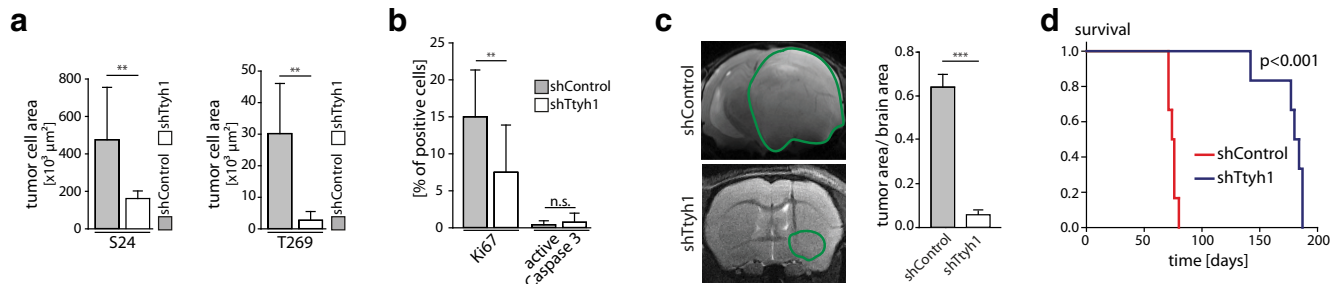 a
b
c
d
**
800
600
400
200
0
tumor cell area
[x10³ µm²]
S24
shControl
shTtyh1
**
50
40
30
20
10
0
tumor cell area
[x10³ µm²]
T269
shControl
shTtyh1
25
20
15
10
5
0
[% of positive cells]
**
shControl
shTtyh1
n.s.
Ki67
active
Caspase 3
shControl
shTtyh1
***
0.8
0.6
0.4
0.2
0.0
tumor area/ brain area
shControl
shTtyh1
survival
1.0
0.8
0.6
0.4
0.2
0.0
p<0.001
shControl
shTtyh1
0
50
100
150
200
time [days]